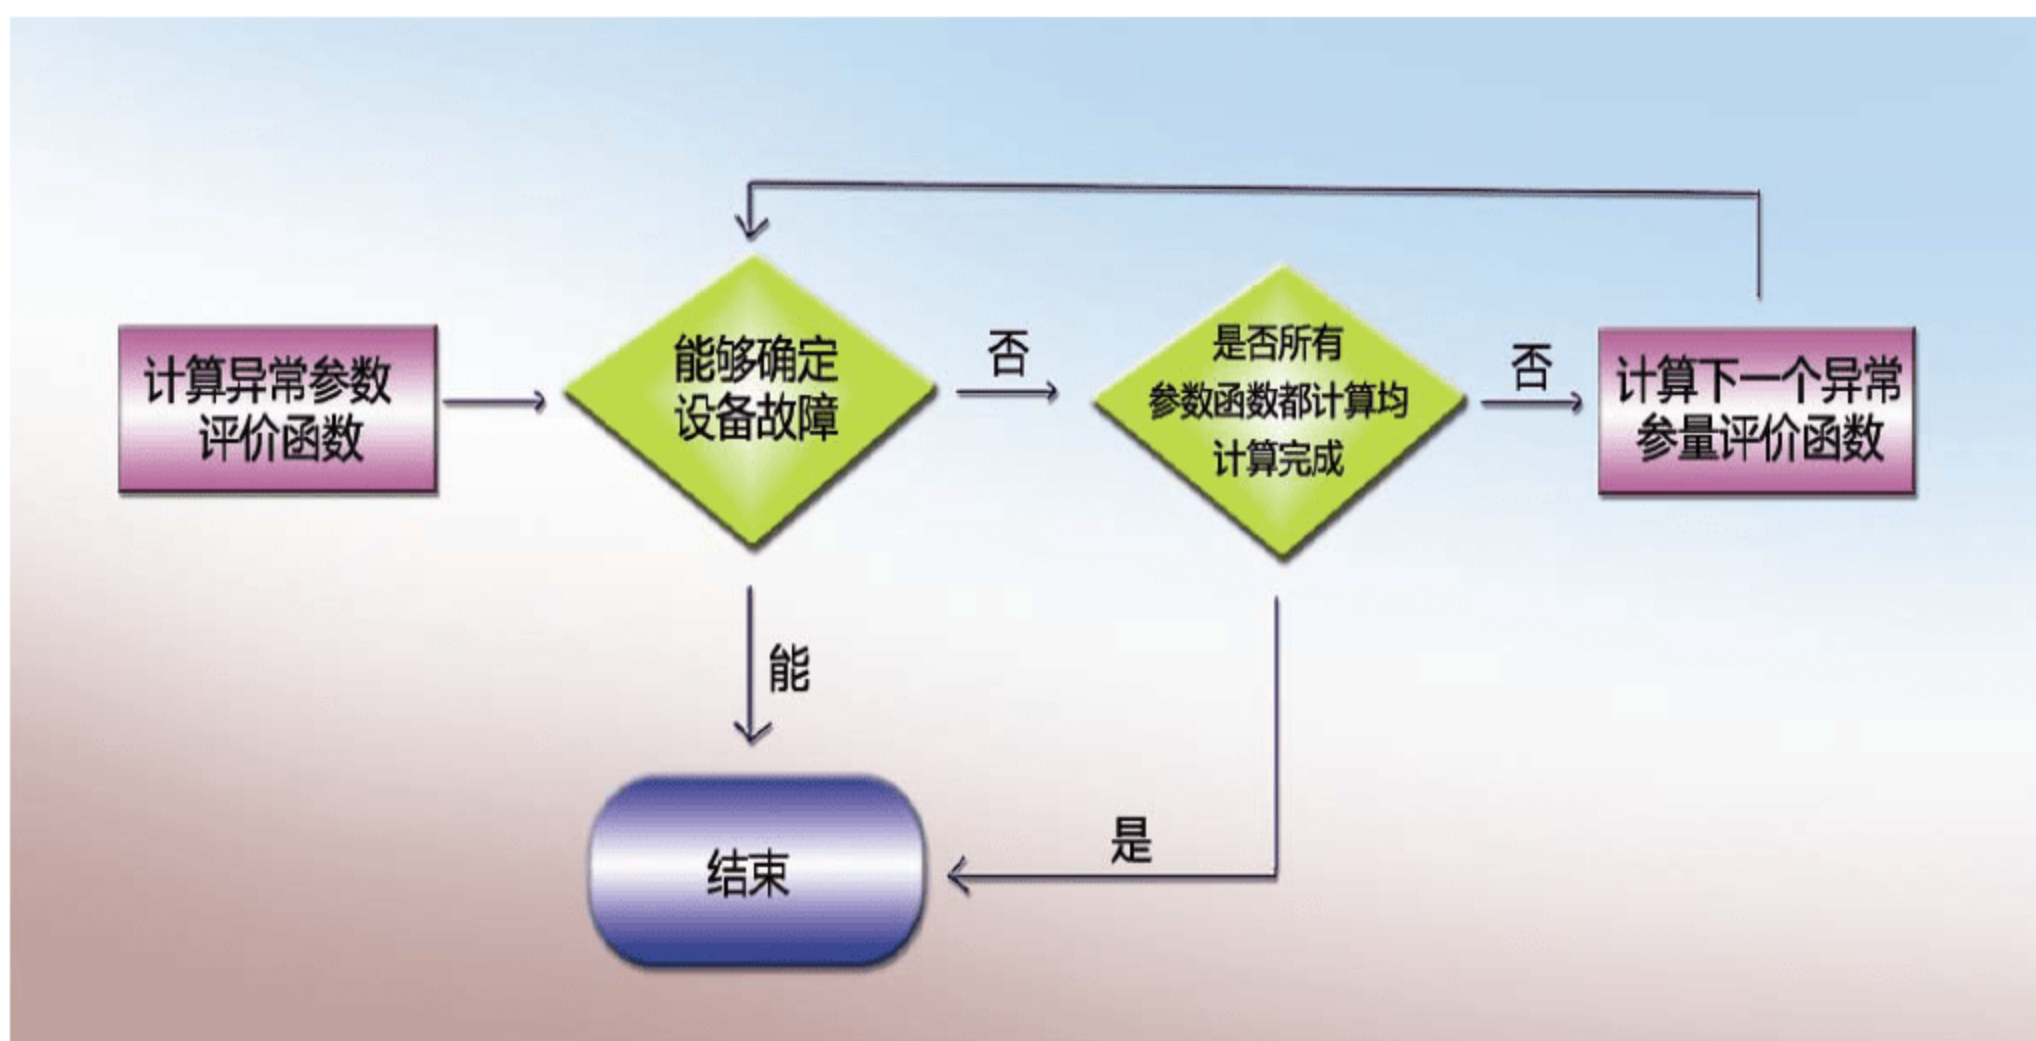 计算异常参数
评价函数
能够确定
设备故障
否
是否所有
参数函数都计算均
计算完成
否
计算下一个异常
参量评价函数
能
结束
是